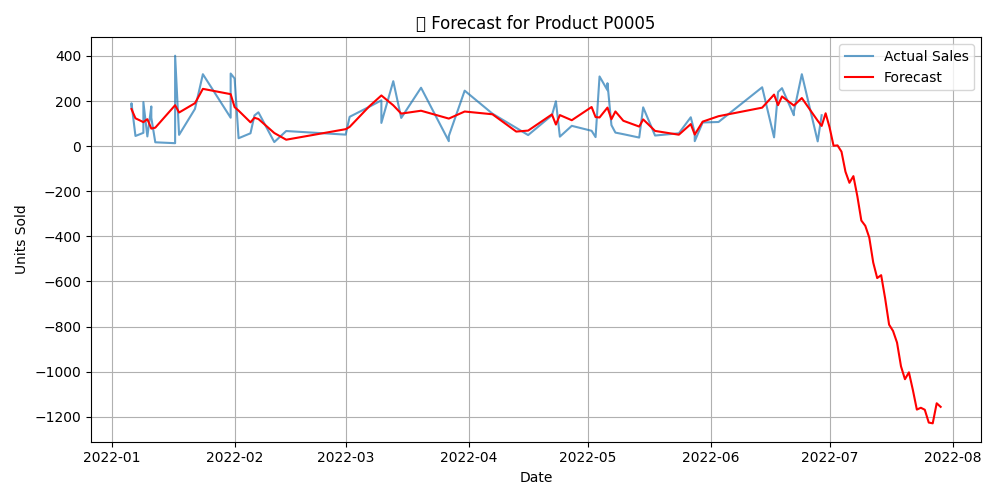 ▯ Forecast for Product P0005
Actual Sales
Forecast
Units Sold
400
200
0
−200
−400
−600
−800
−1000
−1200
2022-01 2022-02 2022-03 2022-04 2022-05 2022-06 2022-07 2022-08
Date